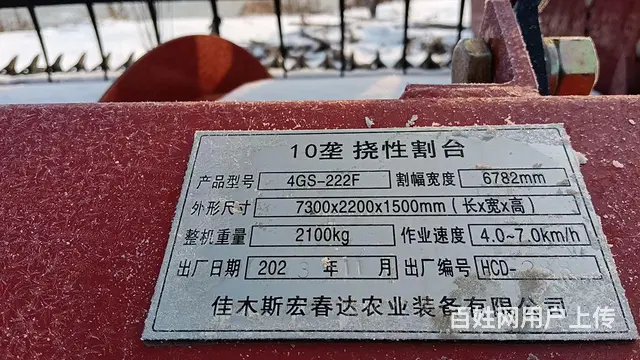 10垄 挠性割台
产品型号 4GS-222F 割幅宽度 6782mm
外形尺寸 7300x2200x1500mm(长x宽x高)
整机重量 2100kg 作业速度 4.0~7.0km/h
出厂日期 202 年11月 出厂编号 HCD-
佳木斯宏春达农业装备有限公司
百姓网用户上传